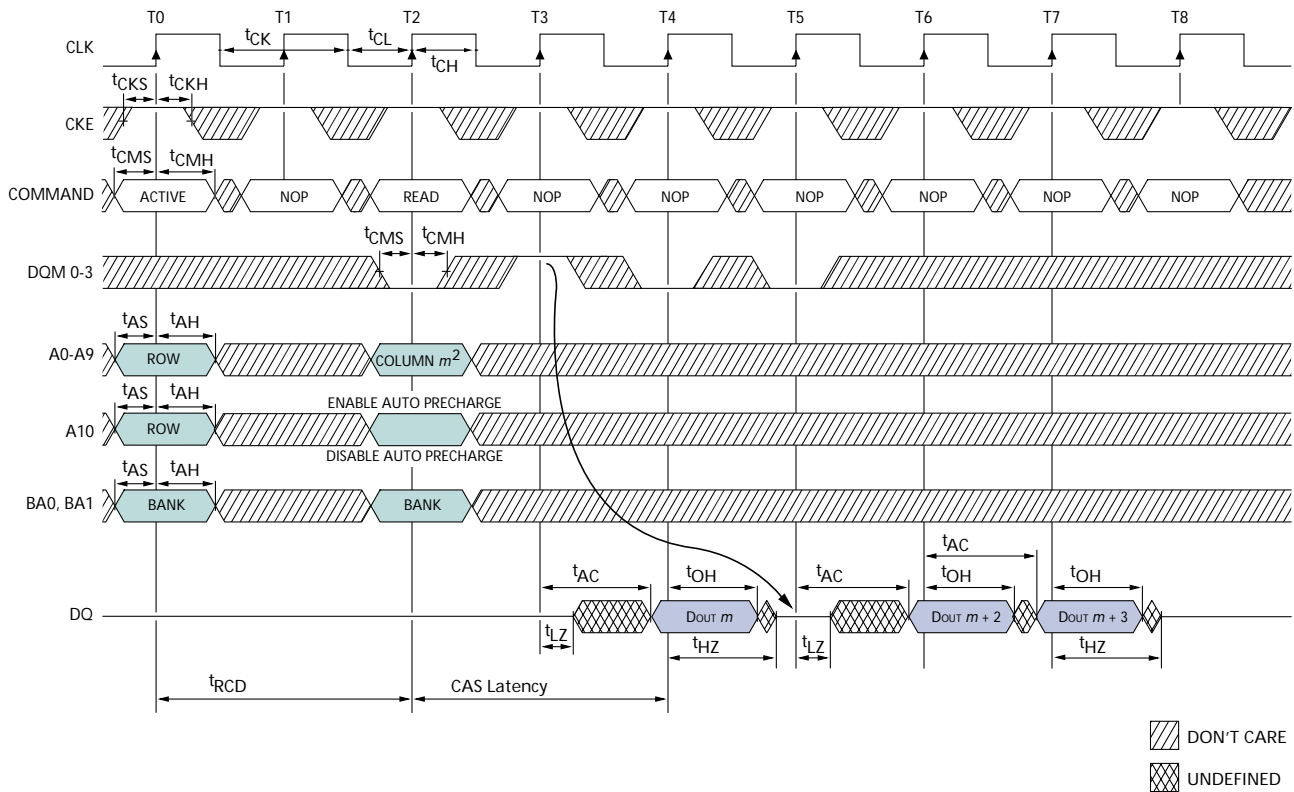 T0 T1 T2 T3 T4 T5 T6 T7 T8
CLK
tCK tCL
tCH
tCKS tCKH
CKE
tCMS tCMH
COMMAND ACTIVE NOP READ NOP NOP NOP NOP NOP NOP
tCMS tCMH
DQM 0-3
tAS tAH
A0-A9 ROW COLUMN m2
tAS tAH
ENABLE AUTO PRECHARGE
A10 ROW
DISABLE AUTO PRECHARGE
tAS tAH
BA0, BA1 BANK BANK
tAC
tAC tOH tAC tOH tOH
DQ DOUT m DOUT m + 2 DOUT m + 3
tLZ tHZ tLZ tHZ
tRCD CAS Latency
DON'T CARE
UNDEFINED